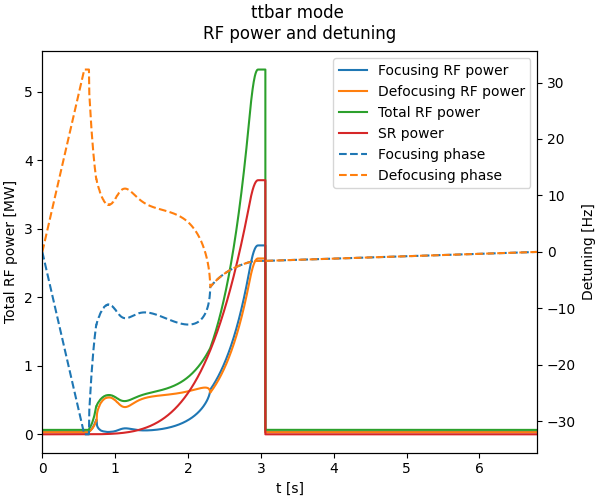 ttbar mode
RF power and detuning
Total RF power [MW]
5
4
3
2
1
0
Focusing RF power
Defocusing RF power
Total RF power
SR power
Focusing phase
Defocusing phase
30
20
10
0
−10
−20
−30
Detuning [Hz]
0
1
2
3
4
5
6
t [s]